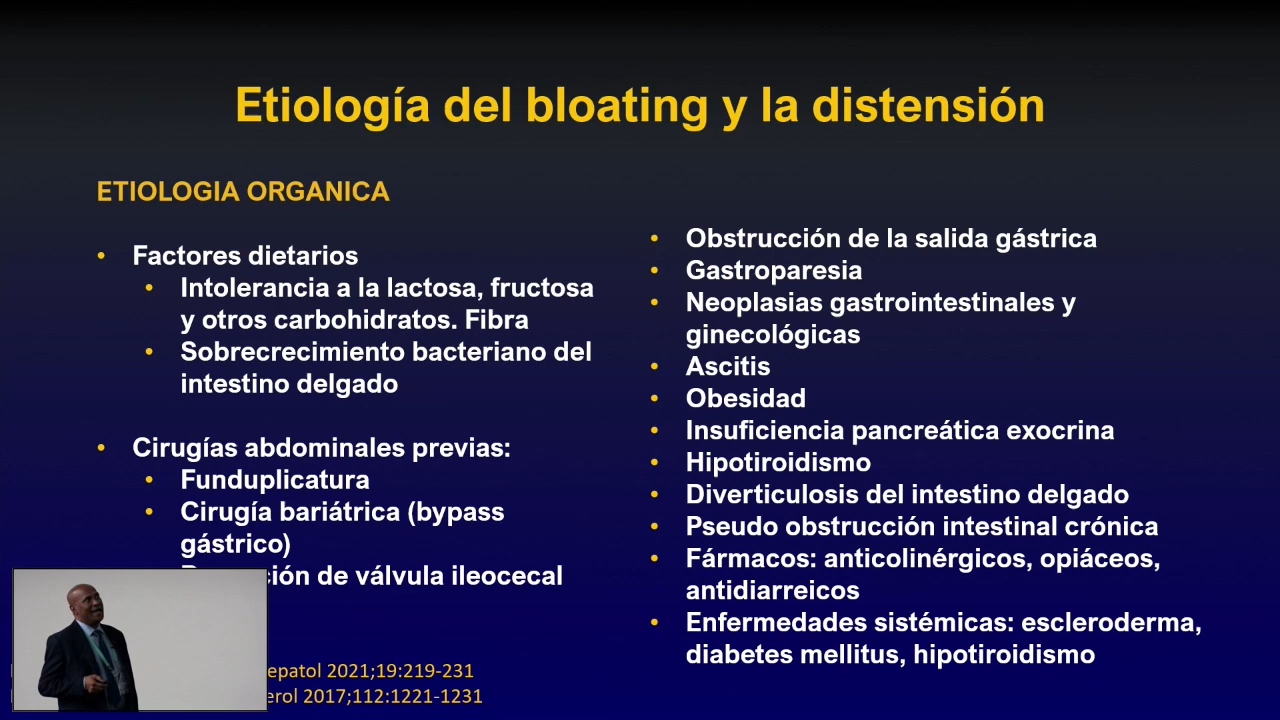 Etiología del bloating y la distensión
ETIOLOGIA ORGANICA
• Factores dietarios
• Intolerancia a la lactosa, fructosa
y otros carbohidratos. Fibra
• Sobrecrecimiento bacteriano del
intestino delgado
• Cirugías abdominales previas:
• Funduplicatura
• Cirugía bariátrica (bypass
gástrico)
de válvula ileocecal
2021;19:219-231
2017;112:1221-1231
• Obstrucción de la salida gástrica
• Gastroparesia
• Neoplasias gastrointestinales y
ginecológicas
• Ascitis
• Obesidad
• Insuficiencia pancreática exocrina
• Hipotiroidismo
• Diverticulosis del intestino delgado
• Pseudo obstrucción intestinal crónica
• Fármacos: anticolinérgicos, opiáceos,
antidiarreicos
• Enfermedades sistémicas: escleroderma,
diabetes mellitus, hipotiroidismo